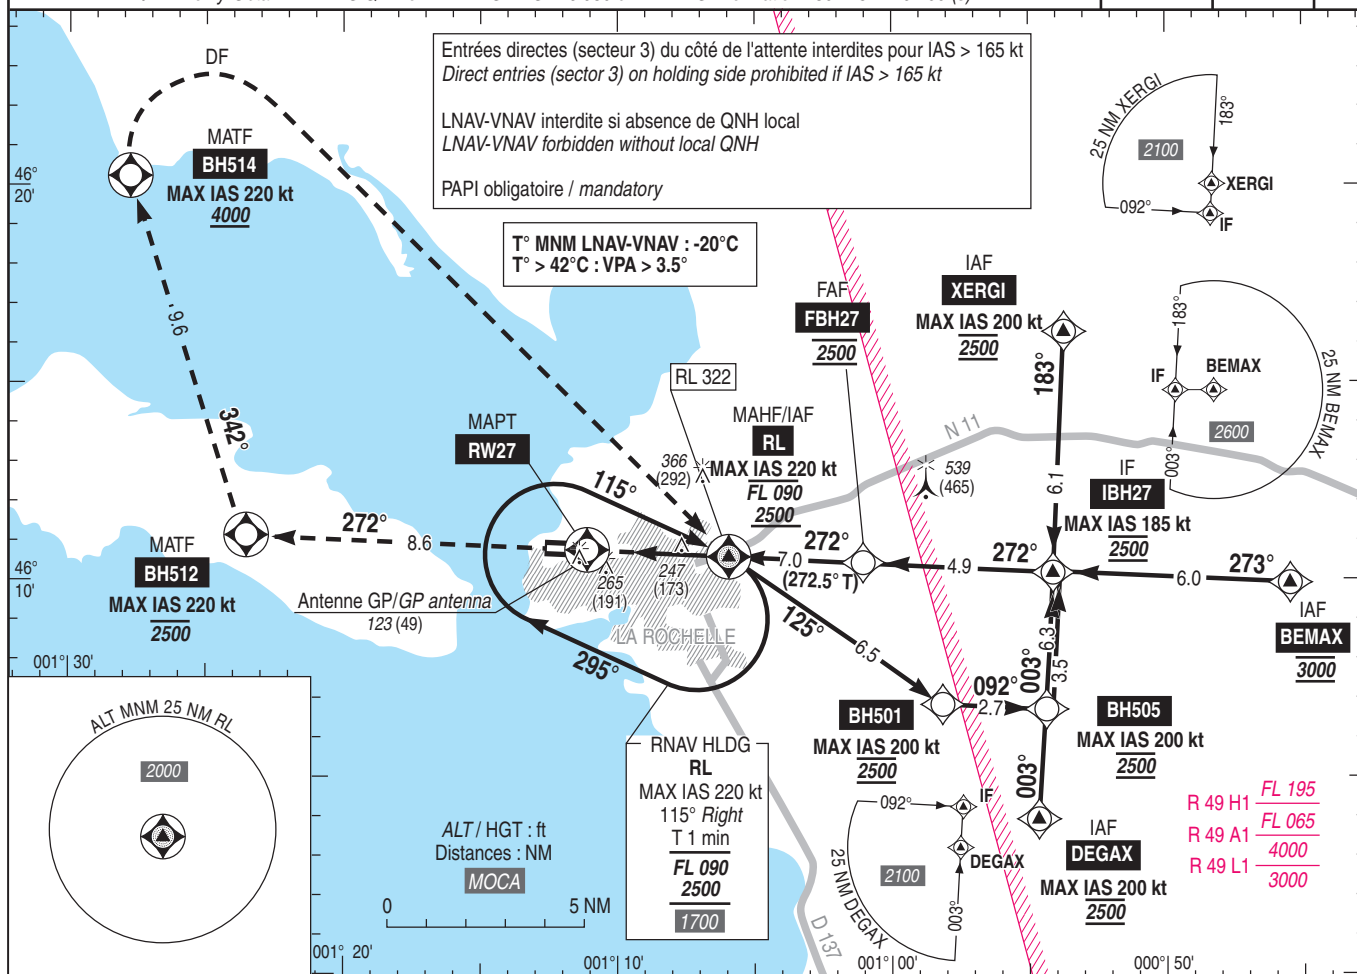 Entrées directes (secteur 3) du côté de l'attente interdites pour IAS > 165 kt
Direct entries (sector 3) on holding side prohibited if IAS > 165 kt
LNAV-VNAV interdite si absence de QNH local
LNAV-VNAV forbidden without local QNH
PAPI obligatoire / mandatory
T° MNM LNAV-VNAV : -20°C
T° > 42°C : VPA > 3.5°
DF
MATF
BH514
MAX IAS 220 kt
4000
46°
20'
25 NM XERGI
183°
2100
XERGI
092°
IF
IAF
XERGI
MAX IAS 200 kt
2500
FAF
FBH27
2500
183°
IF
BEMAX
25 NM BEMAX
2600
003°
9.6
342°
RL 322
MAPT
RW27
MAHF/IAF
RL
MAX IAS 220 kt
FL 090
2500
366
(292)
115°
N 11
539
(465)
183°
6.1
IF
IBH27
MAX IAS 185 kt
2500
272°
8.6
MATF
BH512
MAX IAS 220 kt
2500
46°
10'
272°
7.0
(272.5° T)
4.9
272°
6.0
273°
IAF
BEMAX
3000
247
(173)
265
(191)
Antenne GP/GP antenna
123 (49)
LA ROCHELLE
125°
6.5
295°
092°
2.7
003°
6.3
3.5
BH501
MAX IAS 200 kt
2500
BH505
MAX IAS 200 kt
2500
003°
001° 30'
ALT MNM 25 NM RL
2000
RNAV HLDG
RL
MAX IAS 220 kt
115° Right
T 1 min
FL 090
2500
1700
ALT / HGT : ft
Distances : NM
MOCA
0
5 NM
092°
IF
DEGAX
2100
25 NM DEGAX
003°
IAF
DEGAX
MAX IAS 200 kt
2500
R 49 H1 FL 195
R 49 A1 FL 065
4000
R 49 L1
3000
D 137
001° 20'
001° 10'
001° 00'
000° 50'